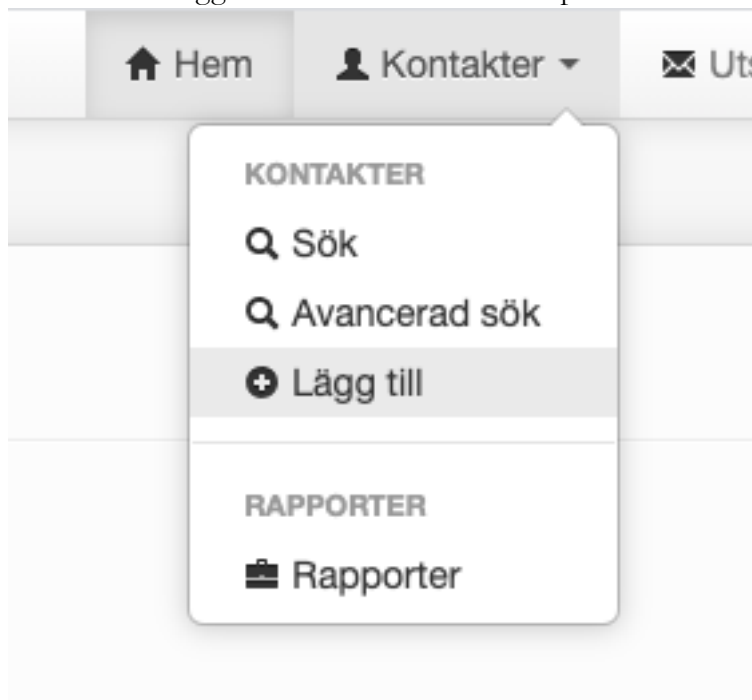 Hem Kontakter
KONTAKTER
Sök
Avancerad sök
Lägg till
RAPPORTER
Rapporter